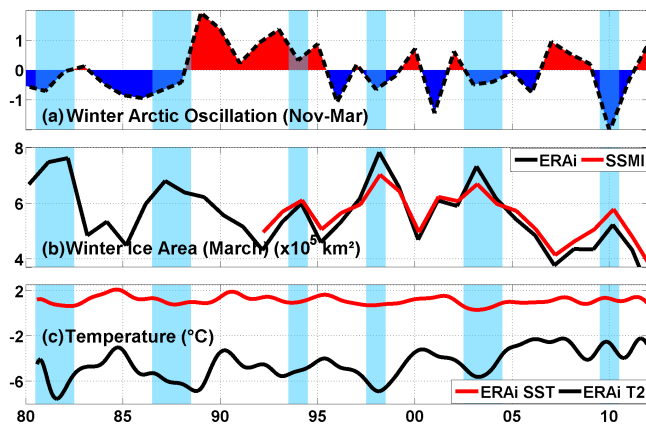 1
0
-1
(a) Winter Arctic Oscillation (Nov-Mar)
8
6
4
ERAi SSMI
(b) Winter Ice Area (March) (x10⁵ km²)
2
-2
-6
(c) Temperature (°C)
ERAi SST ERAi T2
80 85 90 95 00 05 10